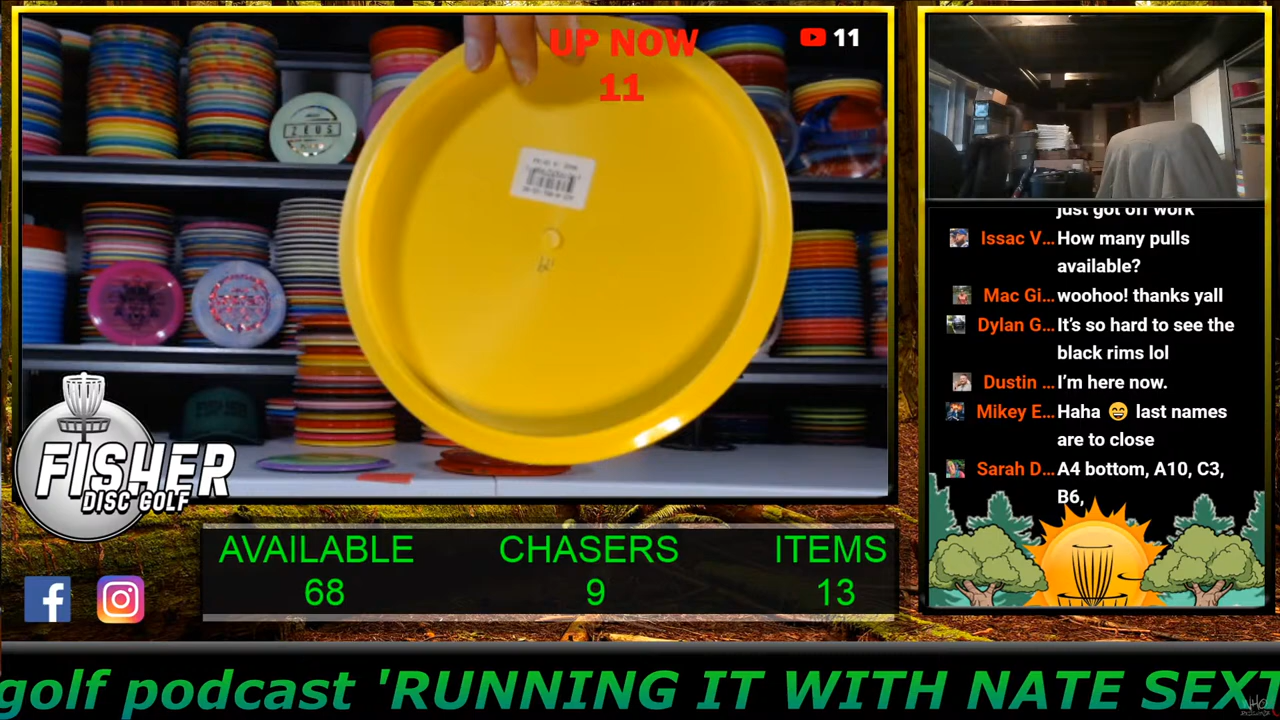 UP NOW
11
11
ZEUS
FISHER
DISC GOLF
AVAILABLE
68
CHASERS
9
ITEMS
13
just got off work
Issac V... How many pulls
available?
Mac Gi... woohoo! thanks yall
Dylan G... It's so hard to see the
black rims lol
Dustin ... I'm here now.
Mikey E... Haha 😄 last names
are to close
Sarah D... A4 bottom, A10, C3,
B6,
golf podcast 'RUNNING IT WITH NATE SEXT